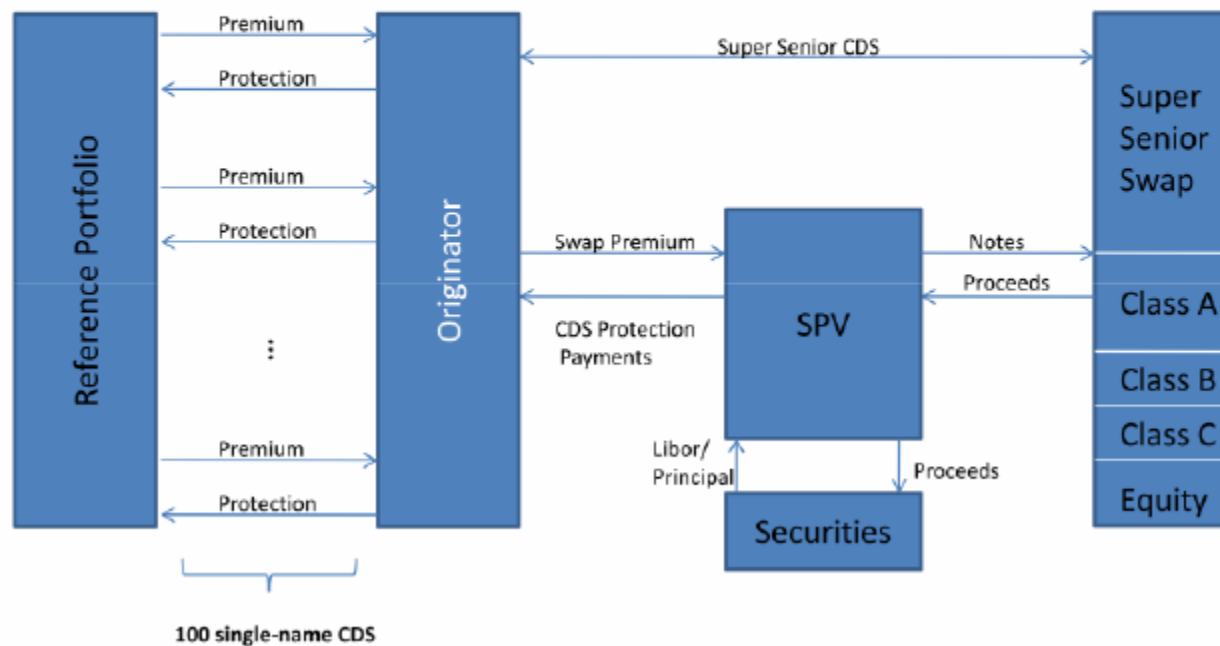 Reference Portfolio
Premium
Protection
Premium
Protection
...
Premium
Protection
100 single-name CDS
Originator
Super Senior CDS
Swap Premium
CDS Protection
Payments
SPV
Libor/
Principal
Proceeds
Securities
Notes
Proceeds
Super
Senior
Swap
Class A
Class B
Class C
Equity